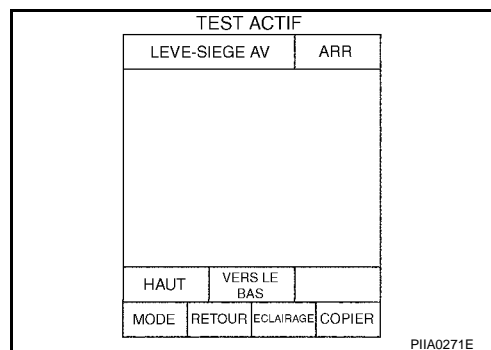 TEST ACTIF
LEVE-SIEGE AV ARR
HAUT VERS LE
BAS
MODE RETOUR ECLAIRAGE COPIER
PIIA0271E